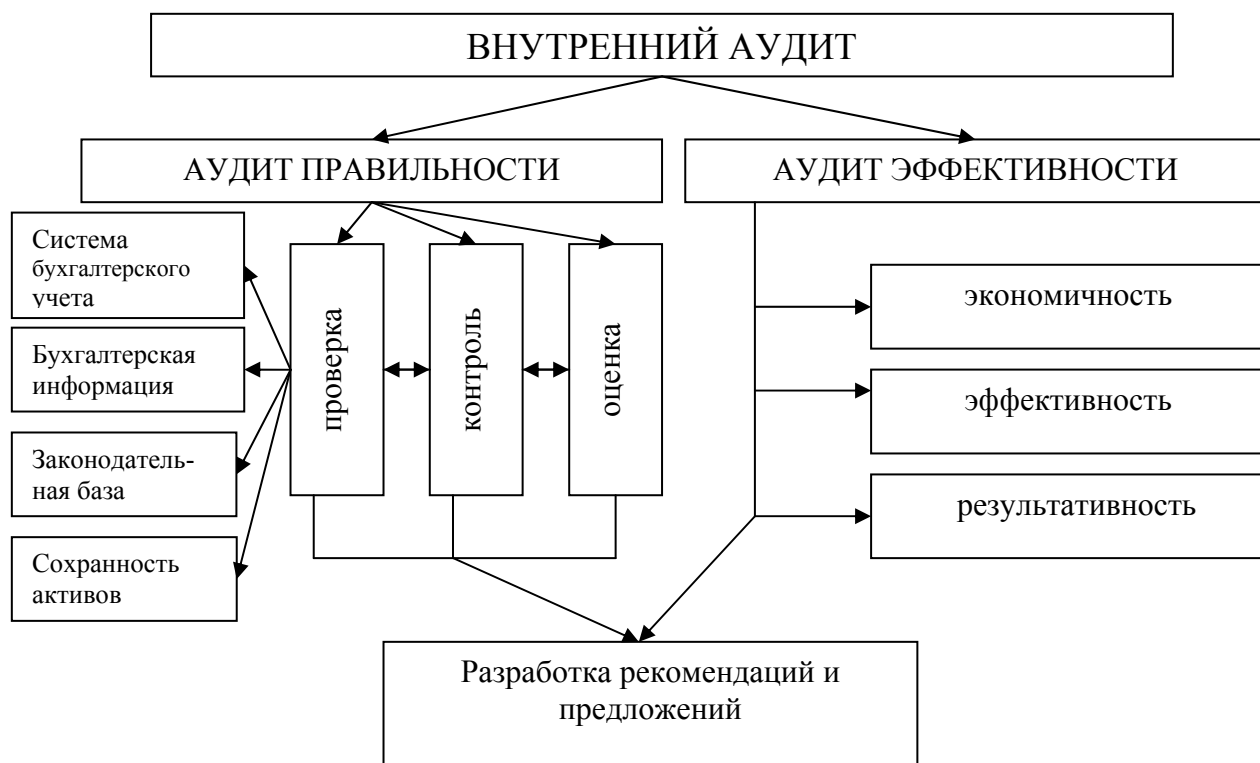 ВНУТРЕННИЙ АУДИТ
АУДИТ ПРАВИЛЬНОСТИ
АУДИТ ЭФФЕКТИВНОСТИ
Система
бухгалтерского
учета
Бухгалтерская
информация
Законодатель-
ная база
Сохранность
активов
проверка
контроль
оценка
экономичность
эффективность
результативность
Разработка рекомендаций и
предложений